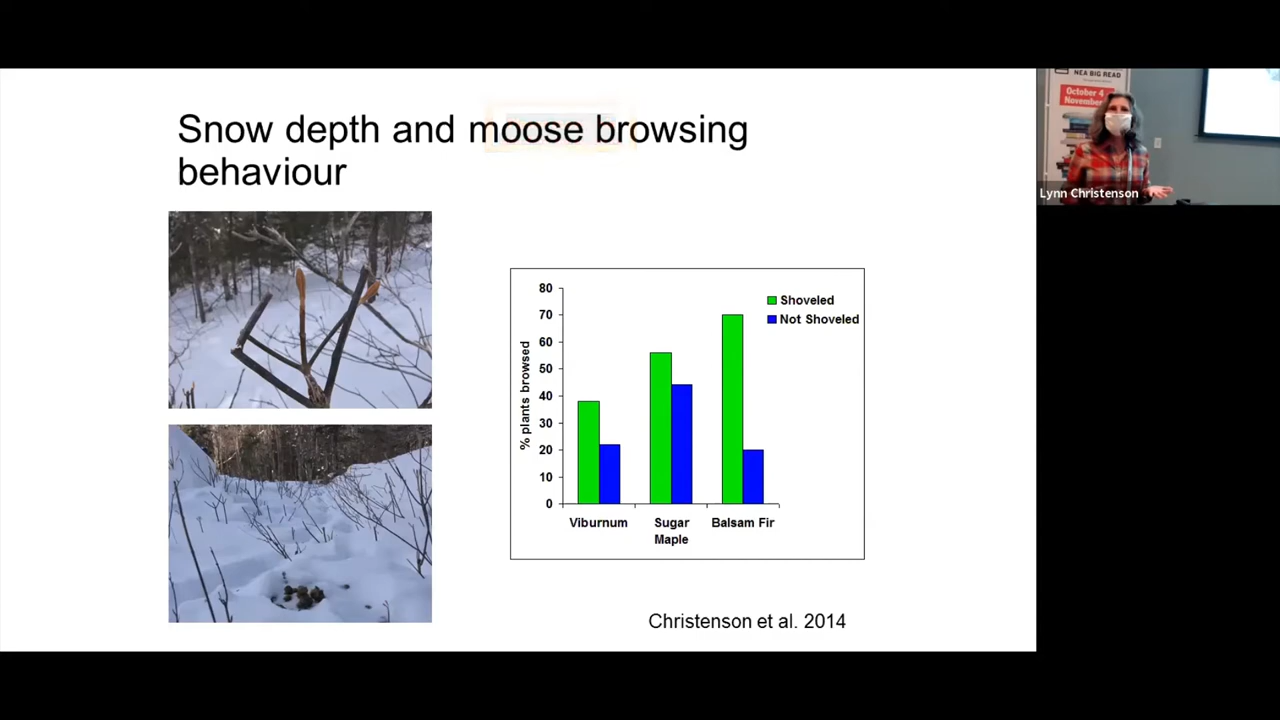 Snow depth and moose browsing
behaviour
80
70
60
50
40
30
20
10
0
% plants browsed
Shoveled
Not Shoveled
Viburnum
Sugar
Maple
Balsam Fir
Christenson et al. 2014
NEA BIG READ
October 4
November
Lynn Christenson